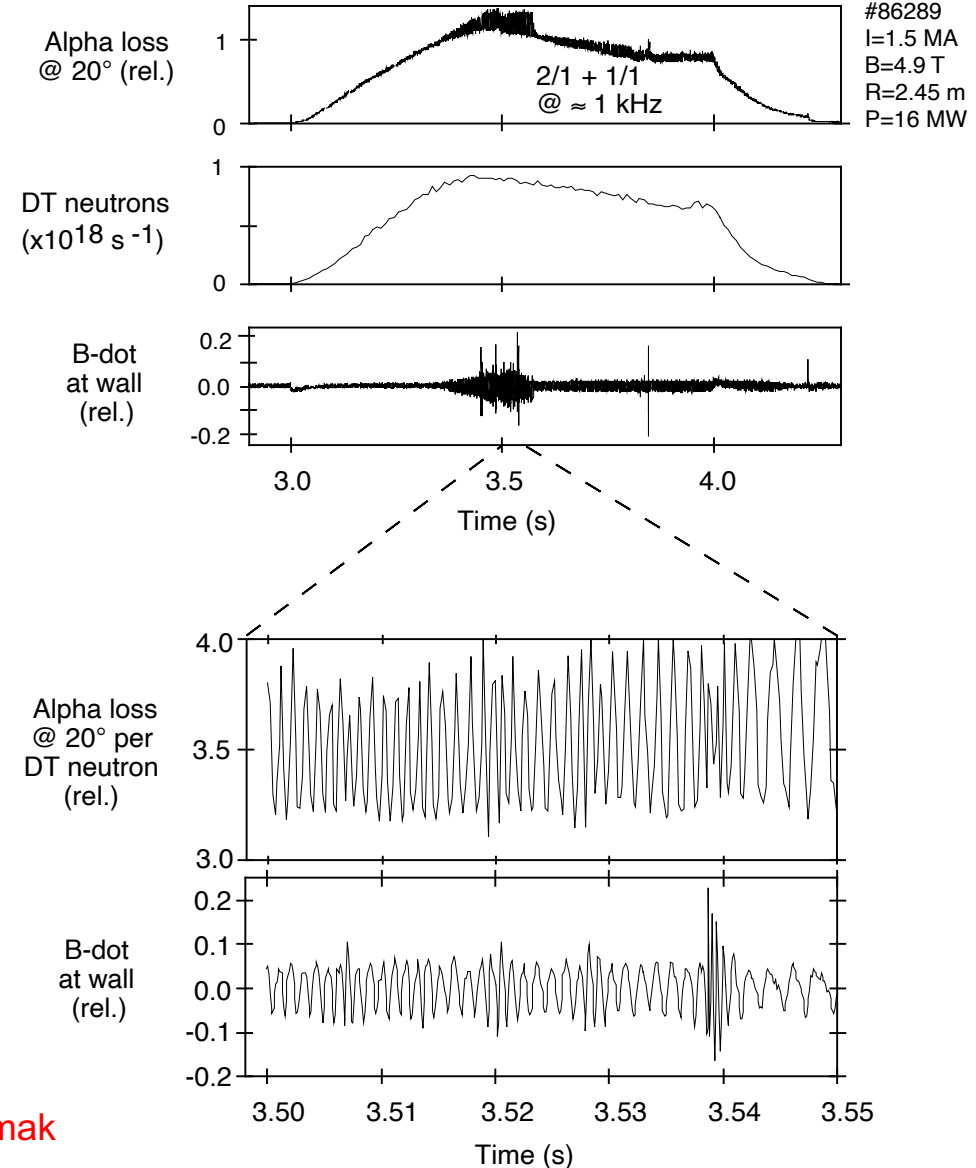 #86289
I=1.5 MA
B=4.9 T
R=2.45 m
P=16 MW
Alpha loss
@ 20° (rel.)
1
0
2/1 + 1/1
@ ≈ 1 kHz
DT neutrons
(x10^18 s^-1)
1
0
B-dot
at wall
(rel.)
0.2
0.0
-0.2
3.0 3.5 4.0
Time (s)
Alpha loss
@ 20° per
DT neutron
(rel.)
4.0
3.5
3.0
B-dot
at wall
(rel.)
0.2
0.1
0.0
-0.1
-0.2
3.50 3.51 3.52 3.53 3.54 3.55
Time (s)
mak